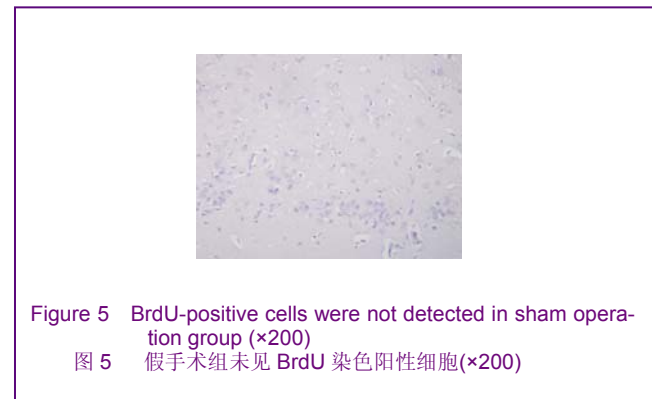 Figure 5 BrdU-positive cells were not detected in sham opera-
tion group (×200)
图 5 假手术组未见 BrdU 染色阳性细胞(×200)